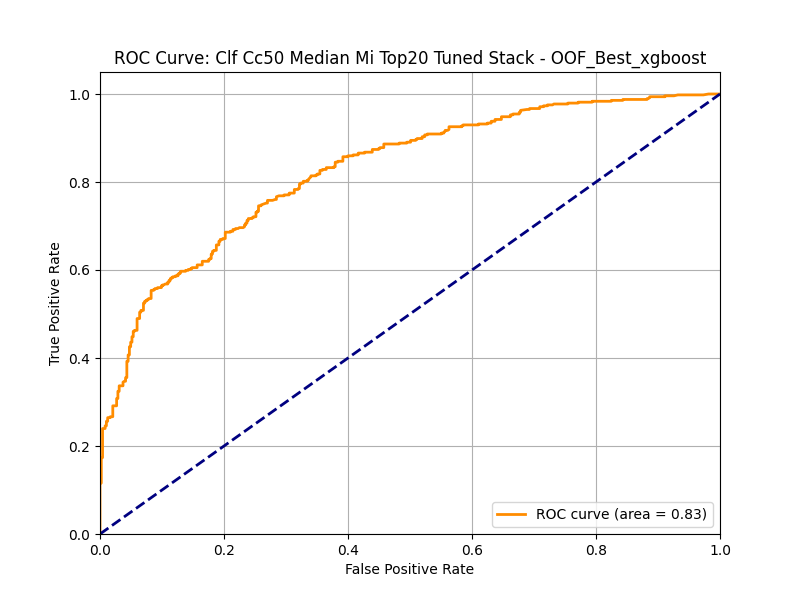 ROC Curve: Clf Cc50 Median Mi Top20 Tuned Stack - OOF_Best_xgboost
1.0
0.8
0.6
0.4
0.2
0.0
True Positive Rate
ROC curve (area = 0.83)
0.0 0.2 0.4 0.6 0.8 1.0
False Positive Rate